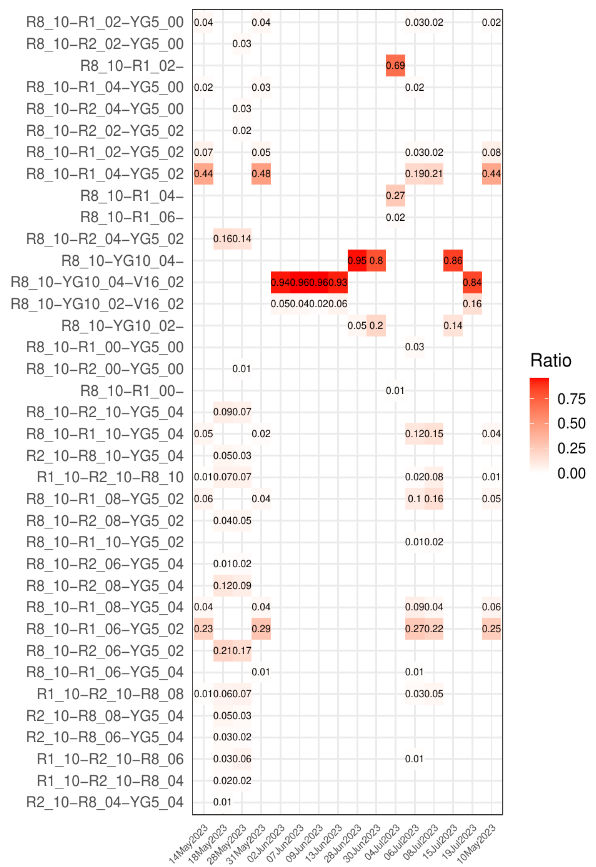 R8_10−R1_02−YG5_00 0.04 0.04 0.03 0.02 0.02
R8_10−R2_02−YG5_00 0.03
R8_10−R1_02− 0.69
R8_10−R1_04−YG5_00 0.02 0.03 0.02
R8_10−R2_04−YG5_00 0.03
R8_10−R2_02−YG5_02 0.02
R8_10−R1_02−YG5_02 0.07 0.05 0.03 0.02 0.08
R8_10−R1_04−YG5_02 0.44 0.48 0.19 0.21 0.44
R8_10−R1_04− 0.27
R8_10−R1_06− 0.02
R8_10−R2_04−YG5_02 0.16 0.14
R8_10−YG10_04− 0.95 0.8 0.86
R8_10−YG10_04−V16_02 0.94 0.96 0.96 0.93 0.84
R8_10−YG10_02−V16_02 0.05 0.04 0.02 0.06 0.16
R8_10−YG10_02− 0.05 0.2 0.14
R8_10−R1_00−YG5_00 0.03
R8_10−R2_00−YG5_00 0.01
R8_10−R1_00− 0.01
R8_10−R2_10−YG5_04 0.09 0.07
R8_10−R1_10−YG5_04 0.05 0.02 0.12 0.15 0.04
R2_10−R8_10−YG5_04 0.05 0.03
R1_10−R2_10−R8_10 0.01 0.07 0.07 0.02 0.08 0.01
R8_10−R1_08−YG5_02 0.06 0.04 0.1 0.16 0.05
R8_10−R2_08−YG5_02 0.04 0.05
R8_10−R1_10−YG5_02 0.01 0.02
R8_10−R2_06−YG5_04 0.01 0.02
R8_10−R2_08−YG5_04 0.12 0.09
R8_10−R1_08−YG5_04 0.04 0.04 0.09 0.04 0.06
R8_10−R1_06−YG5_02 0.23 0.29 0.27 0.22 0.25
R8_10−R2_06−YG5_02 0.21 0.17
R8_10−R1_06−YG5_04 0.01 0.01
R1_10−R2_10−R8_08 0.01 0.06 0.07 0.03 0.05
R2_10−R8_08−YG5_04 0.05 0.03
R2_10−R8_06−YG5_04 0.03 0.02
R1_10−R2_10−R8_06 0.03 0.06 0.01
R1_10−R2_10−R8_04 0.02 0.02
R2_10−R8_04−YG5_04 0.01
14May2023 18May2023 28May2023 31May2023 02Jun2023 07Jun2023 09Jun2023 13Jun2023 28Jun2023 30Jun2023 04Jul2023 06Jul2023 08Jul2023 15Jul2023 19Jul2023 10May2023
Ratio
0.75
0.50
0.25
0.00